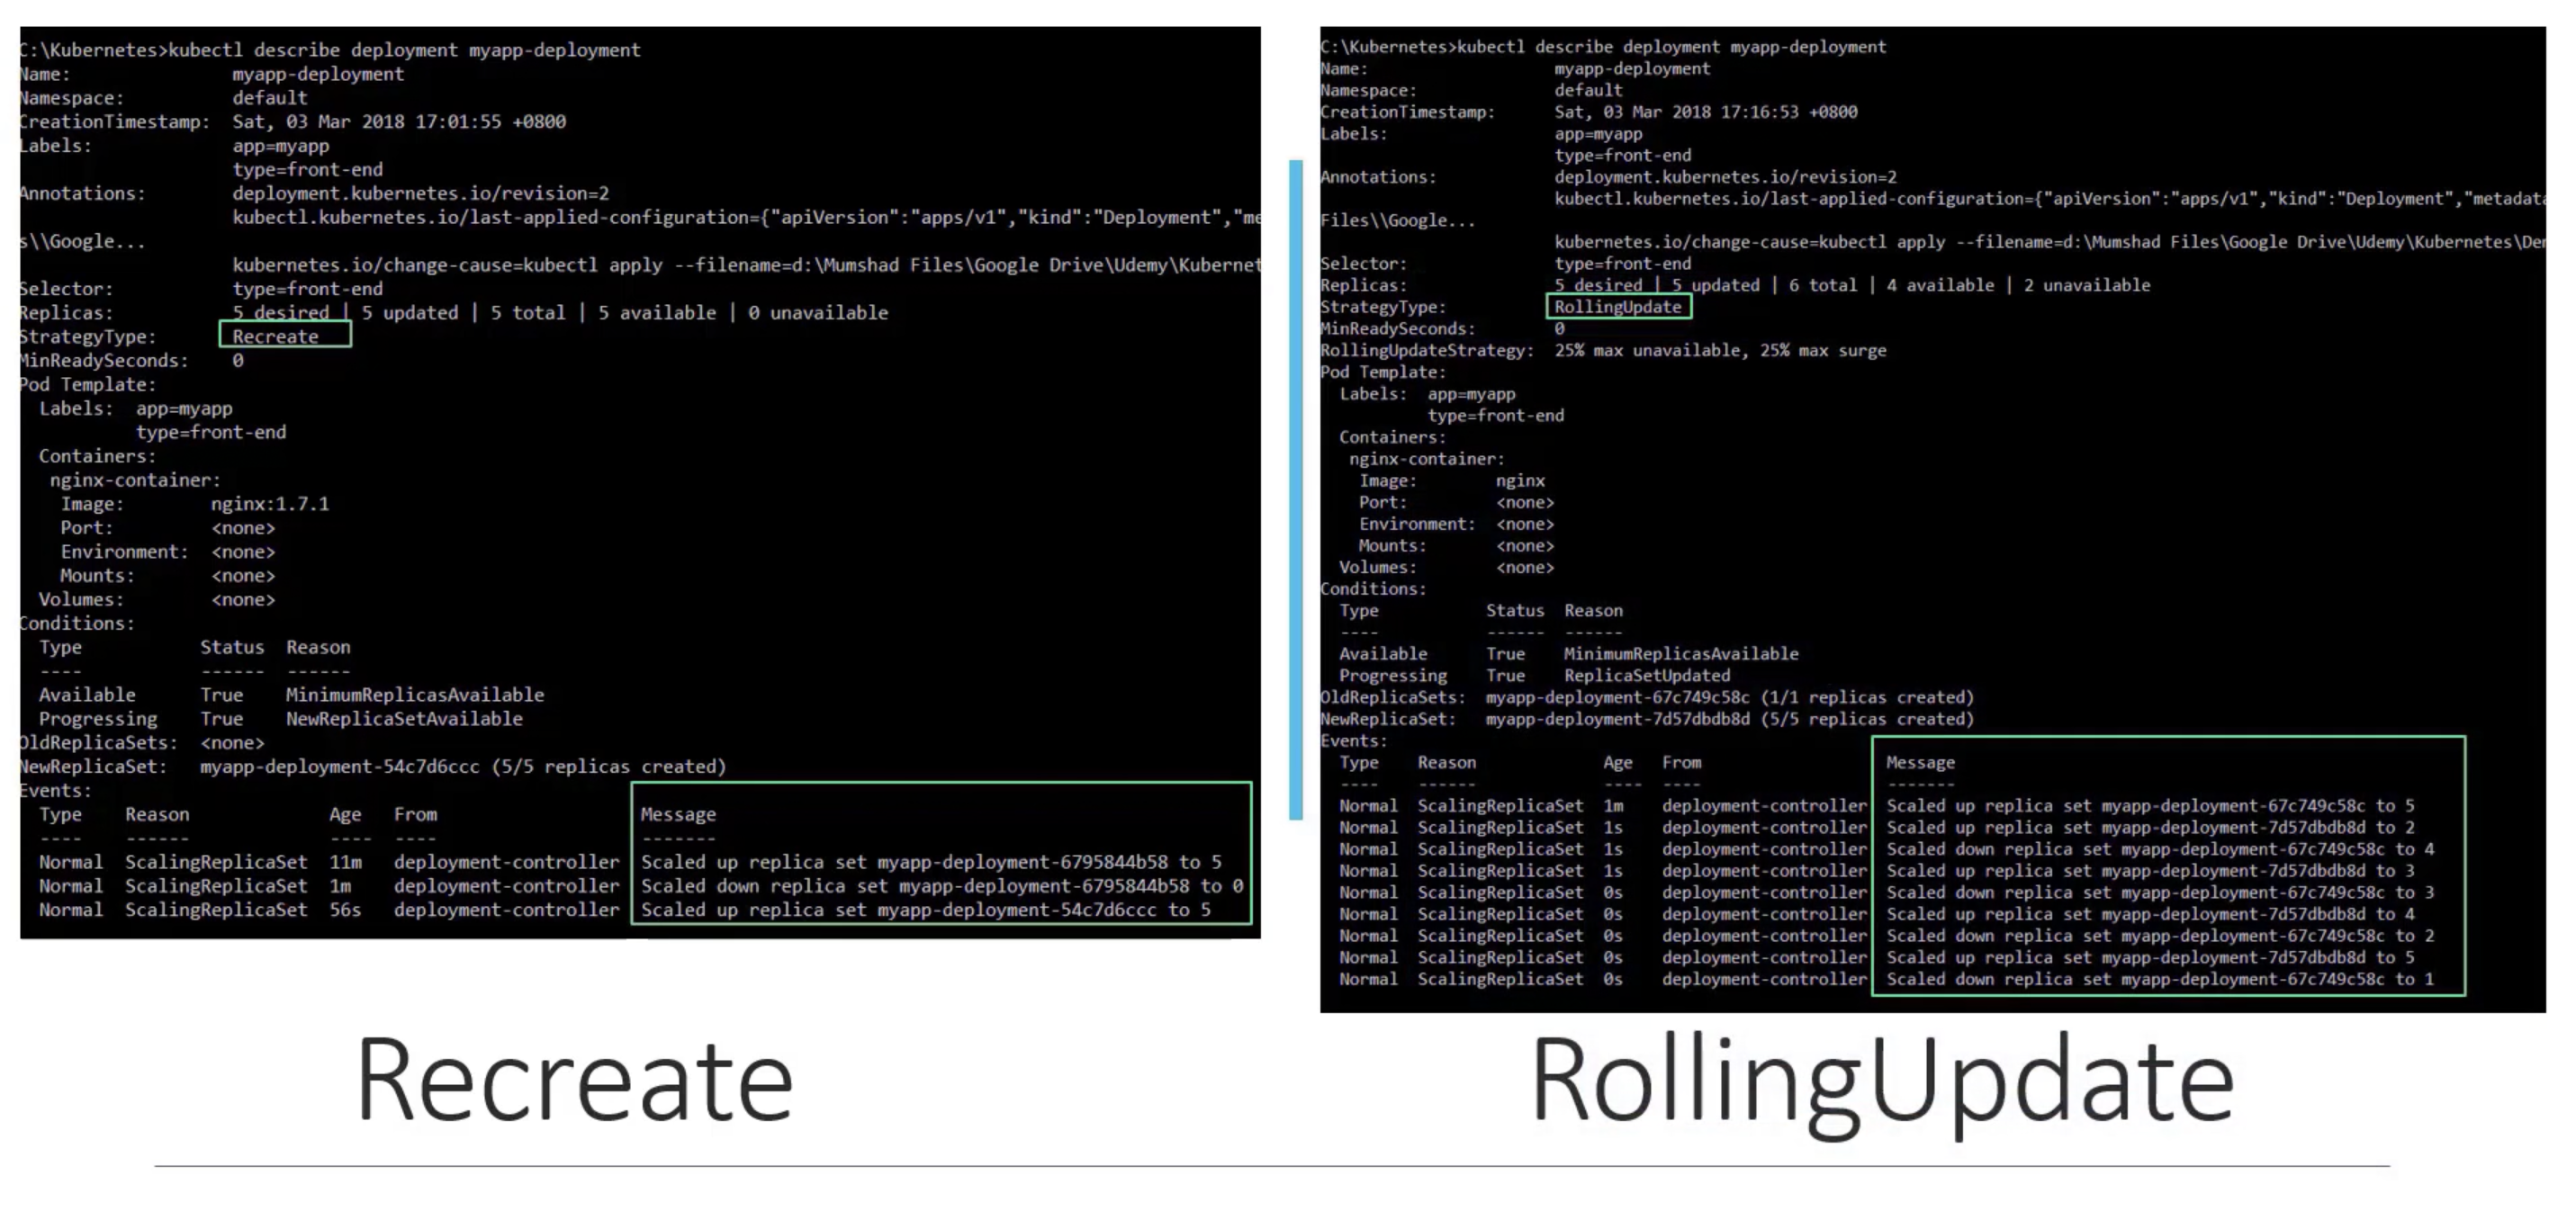 C:\Kubernetes>kubectl describe deployment myapp-deployment
Name: myapp-deployment
Namespace: default
CreationTimestamp: Sat, 03 Mar 2018 17:01:55 +0800
Labels: app=myapp
type=front-end
Annotations: deployment.kubernetes.io/revision=2
kubectl.kubernetes.io/last-applied-configuration={"apiVersion":"apps/v1","kind":"Deployment","me
s\\Google...
kubernetes.io/change-cause=kubectl apply --filename=d:\Mumshad Files\Google Drive\Udemy\Kubernet
Selector: type=front-end
Replicas: 5 desired | 5 updated | 5 total | 5 available | 0 unavailable
StrategyType: Recreate
MinReadySeconds: 0
Pod Template:
Labels: app=myapp
type=front-end
Containers:
nginx-container:
Image: nginx:1.7.1
Port: <none>
Environment: <none>
Mounts: <none>
Volumes: <none>
Conditions:
Type Status Reason
---- ------ ------
Available True MinimumReplicasAvailable
Progressing True NewReplicaSetAvailable
OldReplicaSets: <none>
NewReplicaSet: myapp-deployment-54c7d6ccc (5/5 replicas created)
Events:
Type Reason Age From Message
---- ------ ---- ---- -------
Normal ScalingReplicaSet 11m deployment-controller Scaled up replica set myapp-deployment-6795844b58 to 5
Normal ScalingReplicaSet 1m deployment-controller Scaled down replica set myapp-deployment-6795844b58 to 0
Normal ScalingReplicaSet 56s deployment-controller Scaled up replica set myapp-deployment-54c7d6ccc to 5
Recreate
C:\Kubernetes>kubectl describe deployment myapp-deployment
Name: myapp-deployment
Namespace: default
CreationTimestamp: Sat, 03 Mar 2018 17:16:53 +0800
Labels: app=myapp
type=front-end
Annotations: deployment.kubernetes.io/revision=2
kubectl.kubernetes.io/last-applied-configuration={"apiVersion":"apps/v1","kind":"Deployment","metadata
Files\\Google...
kubernetes.io/change-cause=kubectl apply --filename=d:\Mumshad Files\Google Drive\Udemy\Kubernetes\Der
Selector: type=front-end
Replicas: 5 desired | 5 updated | 6 total | 4 available | 2 unavailable
StrategyType: RollingUpdate
MinReadySeconds: 0
RollingUpdateStrategy: 25% max unavailable, 25% max surge
Pod Template:
Labels: app=myapp
type=front-end
Containers:
nginx-container:
Image: nginx
Port: <none>
Environment: <none>
Mounts: <none>
Volumes: <none>
Conditions:
Type Status Reason
---- ------ ------
Available True MinimumReplicasAvailable
Progressing True ReplicaSetUpdated
OldReplicaSets: myapp-deployment-67c749c58c (1/1 replicas created)
NewReplicaSet: myapp-deployment-7d57dbdb8d (5/5 replicas created)
Events:
Type Reason Age From Message
---- ------ ---- ---- -------
Normal ScalingReplicaSet 1m deployment-controller Scaled up replica set myapp-deployment-67c749c58c to 5
Normal ScalingReplicaSet 1s deployment-controller Scaled up replica set myapp-deployment-7d57dbdb8d to 2
Normal ScalingReplicaSet 1s deployment-controller Scaled down replica set myapp-deployment-67c749c58c to 4
Normal ScalingReplicaSet 1s deployment-controller Scaled up replica set myapp-deployment-7d57dbdb8d to 3
Normal ScalingReplicaSet 0s deployment-controller Scaled down replica set myapp-deployment-67c749c58c to 3
Normal ScalingReplicaSet 0s deployment-controller Scaled up replica set myapp-deployment-7d57dbdb8d to 4
Normal ScalingReplicaSet 0s deployment-controller Scaled down replica set myapp-deployment-67c749c58c to 2
Normal ScalingReplicaSet 0s deployment-controller Scaled up replica set myapp-deployment-7d57dbdb8d to 5
Normal ScalingReplicaSet 0s deployment-controller Scaled down replica set myapp-deployment-67c749c58c to 1
RollingUpdate